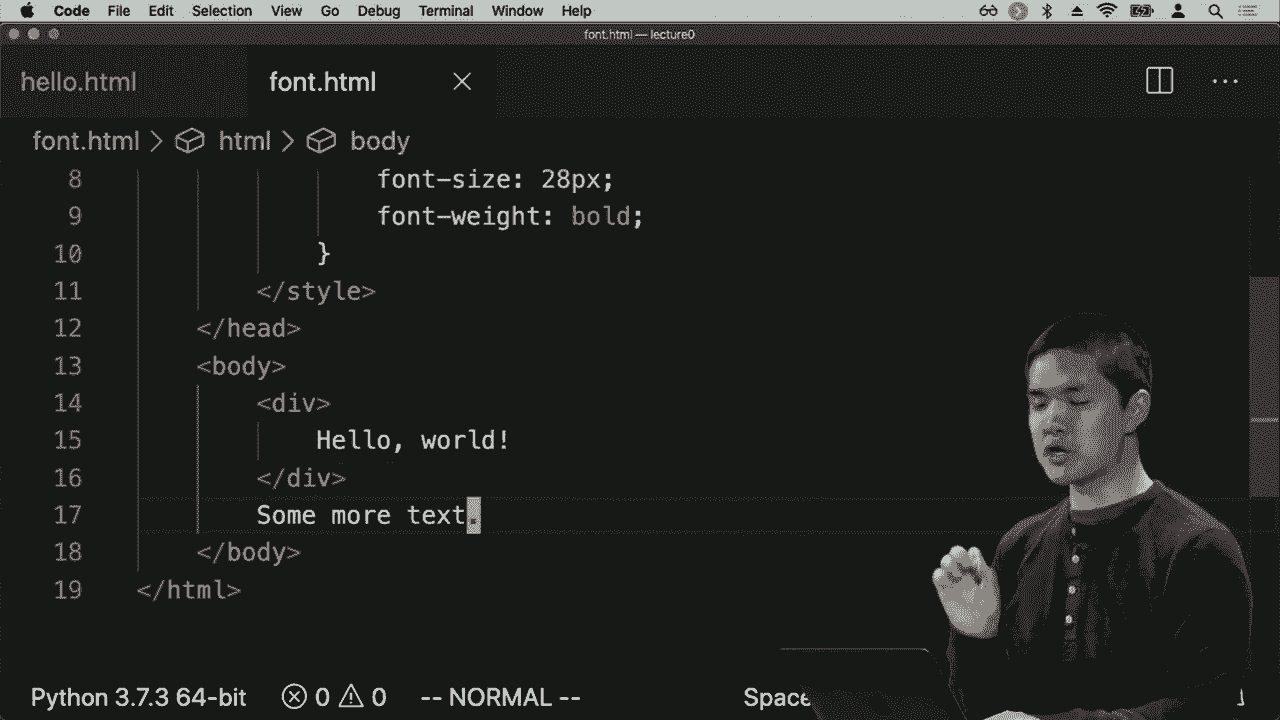 Code File Edit Selection View Go Debug Terminal Window Help
font.html — lecture0
hello.html font.html
font.html html body
8 font-size: 28px;
9 font-weight: bold;
10 }
11 </style>
12 </head>
13 <body>
14 <div>
15 Hello, world!
16 </div>
17 Some more text.
18 </body>
19 </html>
Python 3.7.3 64-bit 0 0 -- NORMAL --